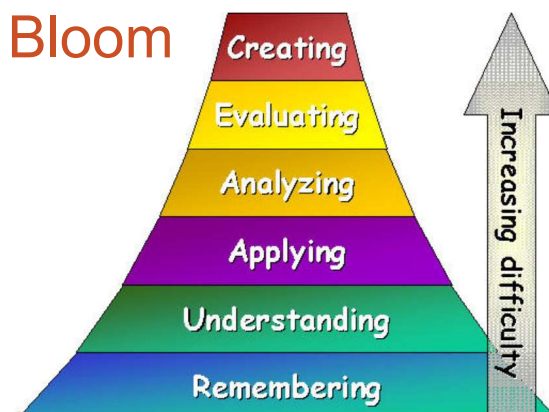 Bloom
Creating
Evaluating
Analyzing
Applying
Understanding
Remembering
Increasing difficulty